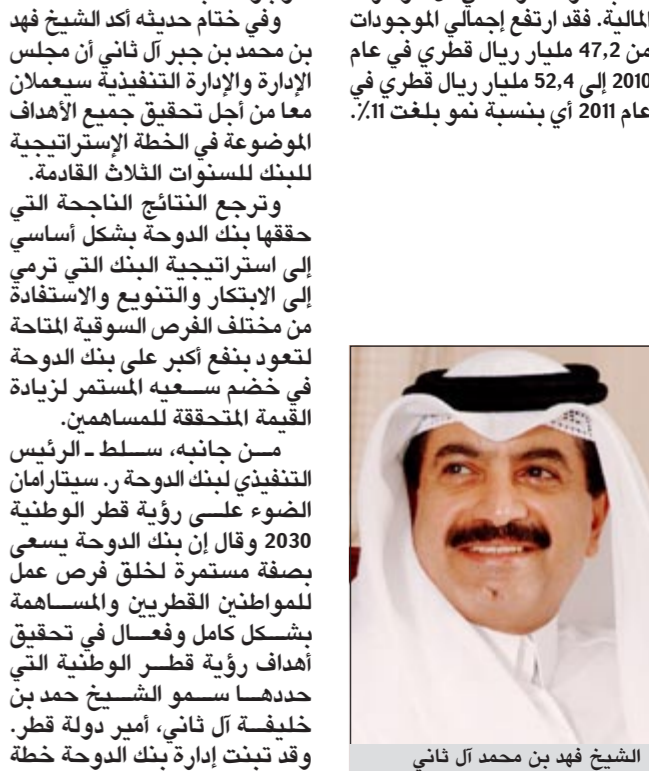 المالية. فقد ارتفع إجمالي الموجودات
من 47,2 مليار ريال قطري في عام
2010 إلى 52,4 مليار ريال قطري في
عام 2011 أي بنسبة نمو بلغت 11٪.
الشيخ فهد بن محمد آل ثاني
وفي ختام حديثه أكد الشيخ فهد
بن محمد بن جبر آل ثاني أن مجلس
الإدارة والإدارة التنفيذية سيعملان
معا من أجل تحقيق جميع الأهداف
الموضوعة في الخطة الإستراتيجية
للبنك للسنوات الثلاث القادمة.
وترجع النتائج الناجحة التي
حققها بنك الدوحة بشكل أساسي
إلى استراتيجية البنك التي ترمي
إلى الابتكار والتنويع والاستفادة
من مختلف الفرص السوقية المتاحة
لتعود بنفع أكبر على بنك الدوحة
في خضم سعيه المستمر لزيادة
القيمة المتحققة للمساهمين.
من جانبه، سلط ـ الرئيس
التنفيذي لبنك الدوحة ر. سيتارامان
الضوء على رؤية قطر الوطنية
2030 وقال إن بنك الدوحة يسعى
بصفة مستمرة لخلق فرص عمل
للمواطنين القطريين والمساهمة
بشكل كامل وفعال في تحقيق
أهداف رؤية قطر الوطنية التي
حددها سمو الشيخ حمد بن
خليفة آل ثاني، أمير دولة قطر.
وقد تبنت إدارة بنك الدوحة خطة